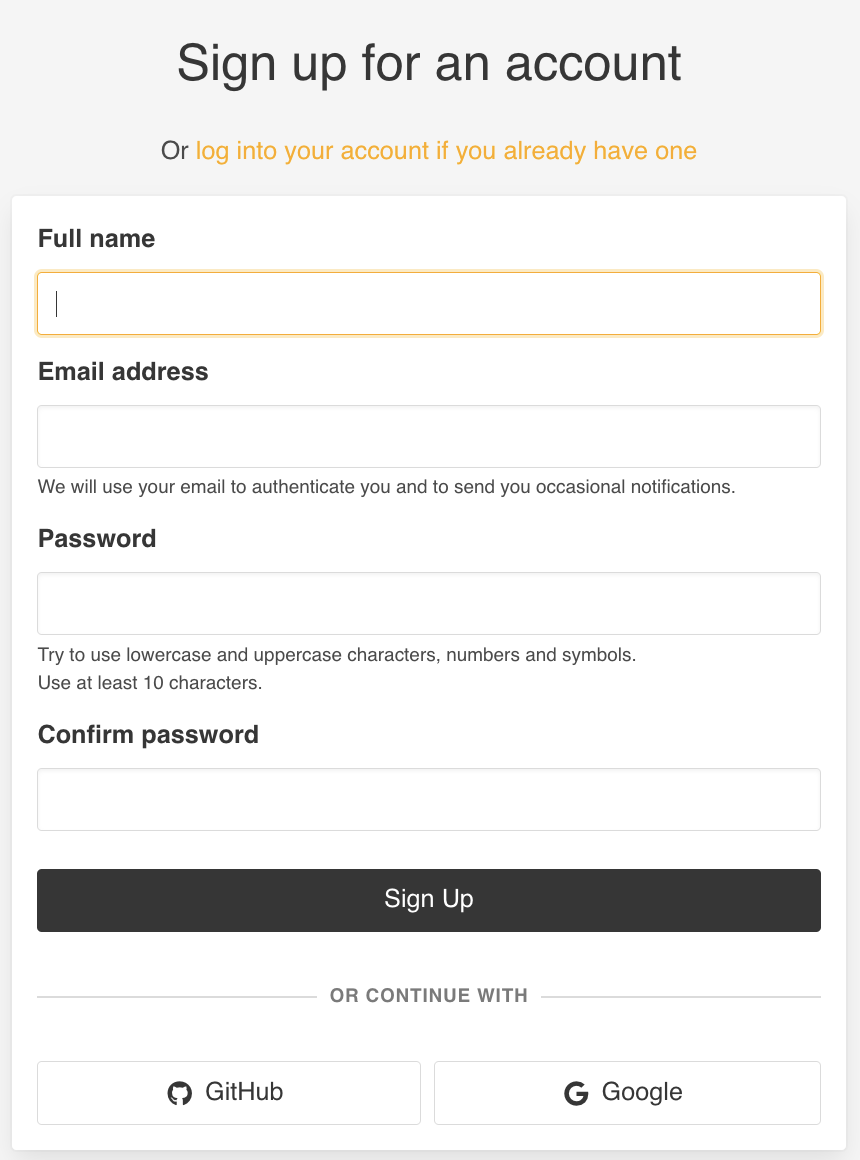 Sign up for an account
Or log into your account if you already have one
Full name
Email address
We will use your email to authenticate you and to send you occasional notifications.
Password
Try to use lowercase and uppercase characters, numbers and symbols.
Use at least 10 characters.
Confirm password
Sign Up
OR CONTINUE WITH
GitHub
Google